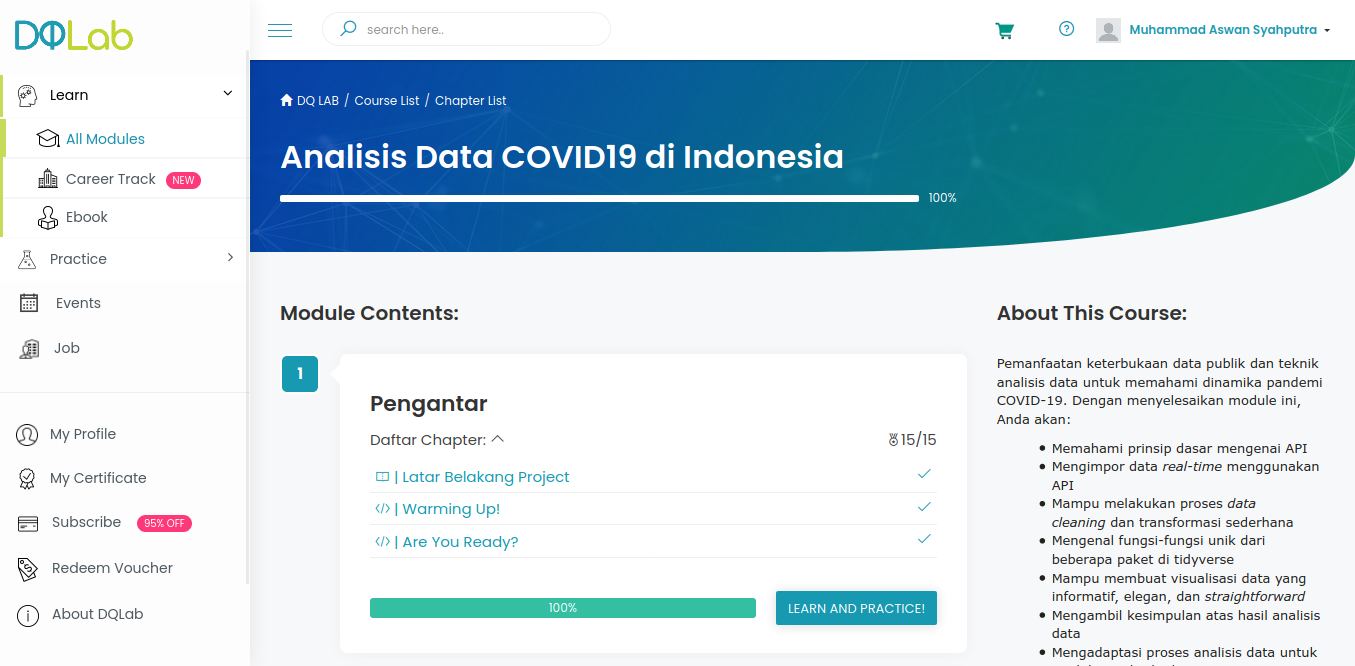 DQLab
search here..
Muhammad Aswan Syahputra
Learn
All Modules
Career Track NEW
Ebook
Practice
Events
Job
My Profile
My Certificate
Subscribe 95% OFF
Redeem Voucher
About DQLab
DQ LAB / Course List / Chapter List
Analisis Data COVID19 di Indonesia
100%
Module Contents:
1
Pengantar
Daftar Chapter:
15/15
| Latar Belakang Project
</> | Warming Up!
</> | Are You Ready?
100%
LEARN AND PRACTICE!
About This Course:
Pemanfaatan keterbukaan data publik dan teknik
analisis data untuk memahami dinamika pandemi
COVID-19. Dengan menyelesaikan module ini,
Anda akan:
• Memahami prinsip dasar mengenai API
• Mengimpor data real-time menggunakan
API
• Mampu melakukan proses data
cleaning dan transformasi sederhana
• Mengenal fungsi-fungsi unik dari
beberapa paket di tidyverse
• Mampu membuat visualisasi data yang
informatif, elegan, dan straightforward
• Mengambil kesimpulan atas hasil analisis
data
• Mengadaptasi proses analisis data untuk